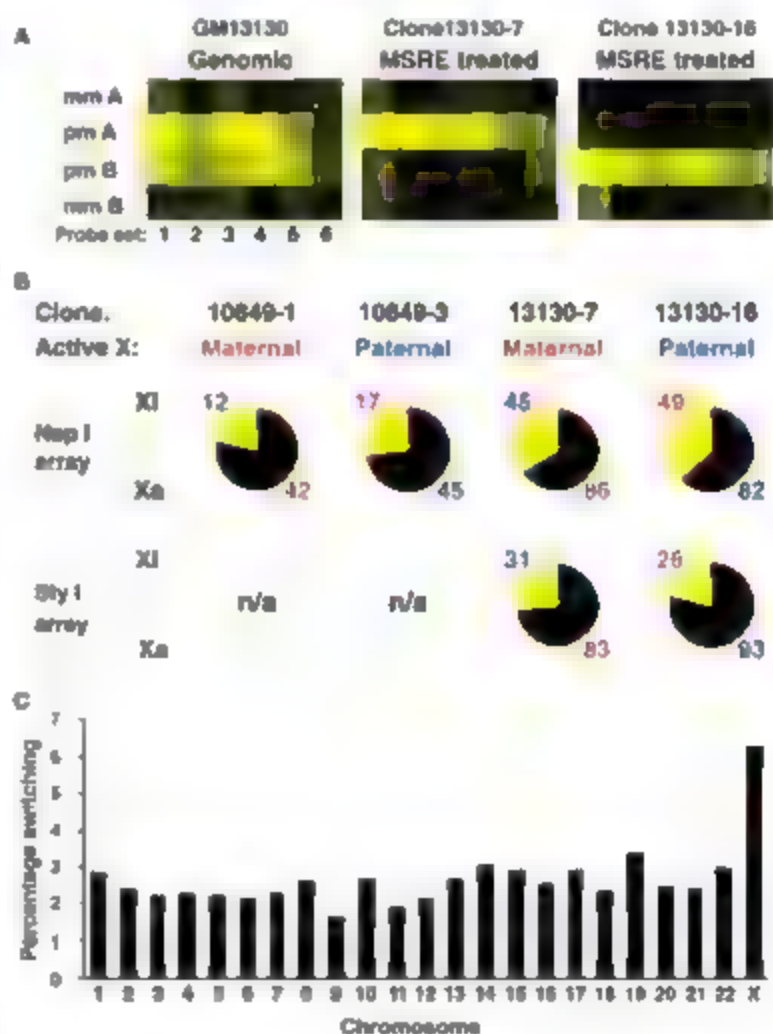 A
GM13130 Clone13130-7 Clone 13130-16
Genomic MSRE treated MSRE treated
mm A
pm A
pm B
mm B
Probe set: 1 2 3 4 5 6
B
Clone. 10849-1 10849-3 13130-7 13130-16
Active X: Maternal Paternal Maternal Paternal
Xi 12 17 45 49
Nsp I
array
Xa 42 45 86 82
Xi 31 26
Sty I
array
n/a n/a
Xa 83 93
C
Percentage switching
7
6
5
4
3
2
1
0
1 2 3 4 5 6 7 8 9 10 11 12 13 14 15 16 17 18 19 20 21 22 X
Chromosome